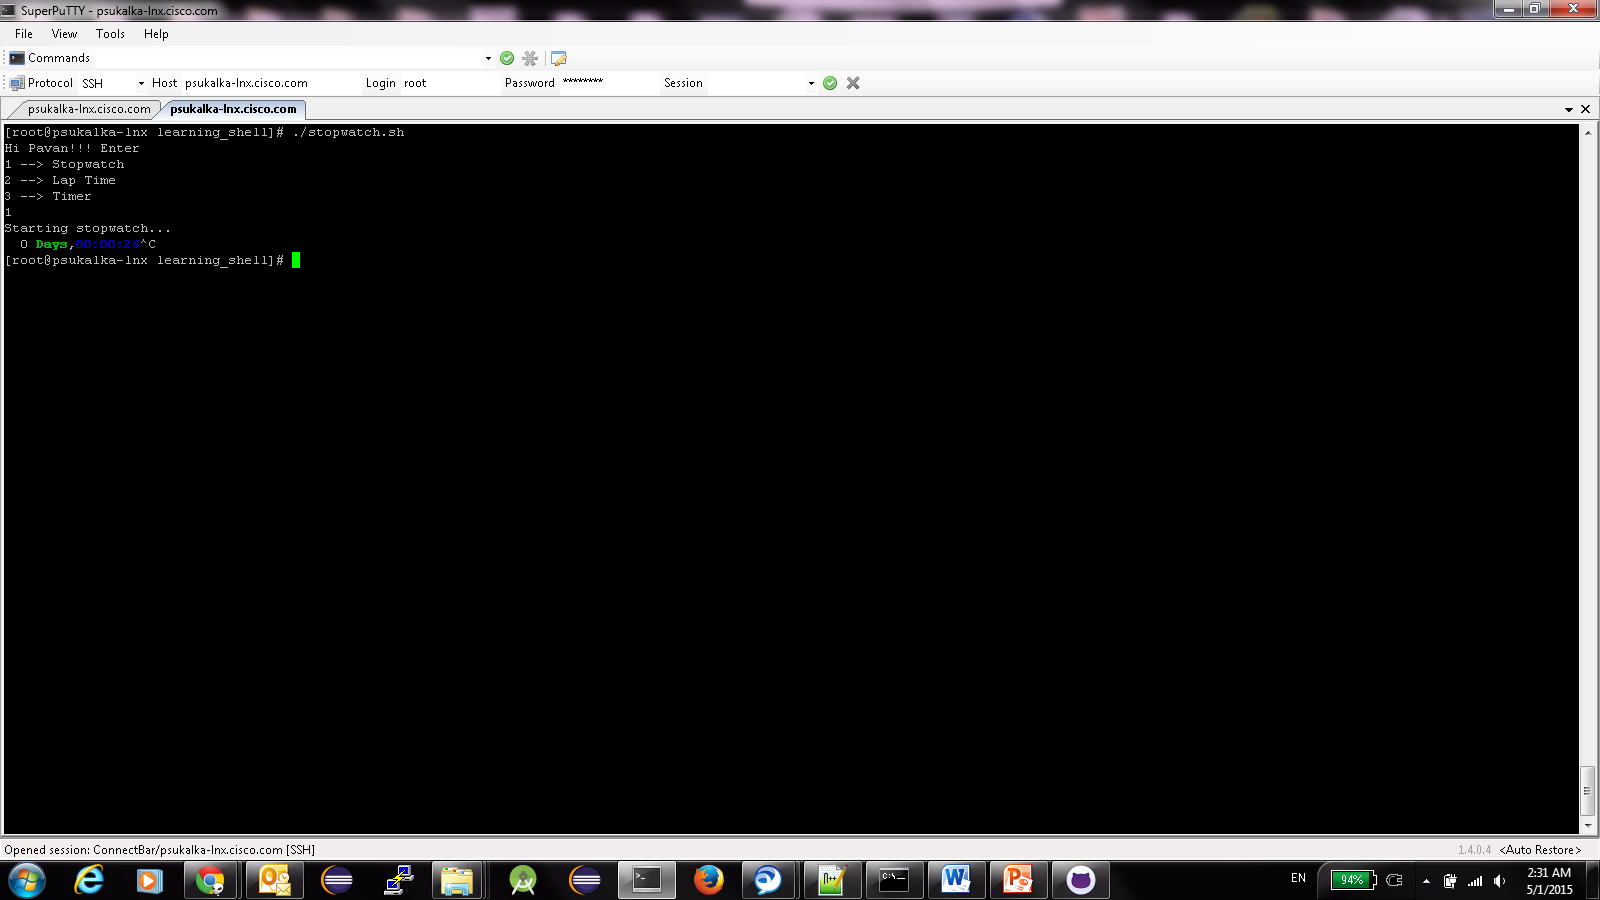 SuperPuTTY - psukalka-lnx.cisco.com
File View Tools Help
Commands
Protocol SSH Host psukalka-lnx.cisco.com Login root Password ******** Session
psukalka-lnx.cisco.com psukalka-lnx.cisco.com
[root@psukalka-lnx learning_shell]# ./stopwatch.sh
Hi Pavan!!! Enter
1 --> Stopwatch
2 --> Lap Time
3 --> Timer
1
Starting stopwatch...
0 Days,00:00:26^C
[root@psukalka-lnx learning_shell]#
Opened session: ConnectBar/psukalka-lnx.cisco.com [SSH] 1.4.0.4 <Auto Restore>
EN 94% 2:31 AM
5/1/2015